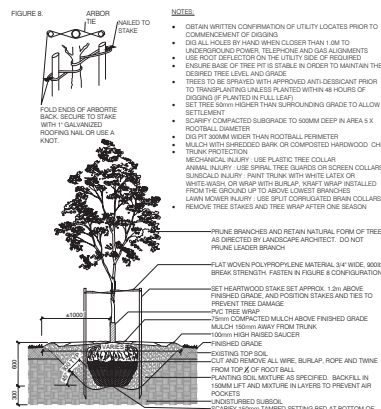 FIGURE 8.
ARBOR
TIE
NAILED TO
STAKE
FOLD ENDS OF ARBORTIE
BACK. SECURE TO STAKE
WITH 1" GALVANIZED
ROOFING NAIL OR USE A
KNOT.
NOTES:
• OBTAIN WRITTEN CONFIRMATION OF UTILITY LOCATES PRIOR TO
COMMENCEMENT OF DIGGING
• DIG ALL HOLES BY HAND WHEN CLOSER THAN 1.0M TO
UNDERGROUND POWER, TELEPHONE AND GAS ALIGNMENTS
• USE ROOT DEFLECTOR ON THE UTILITY SIDE OF REQUIRED
• ENSURE BASE OF TREE PIT IS STABLE IN ORDER TO MAINTAIN THE
DESIRED TREE LEVEL AND GRADE
• TREES TO BE SPRAYED WITH APPROVED ANTI-DESSICANT PRIOR
TO TRANSPLANTING UNLESS PLANTED WITHIN 48 HOURS OF
DIGGING (IF PLANTED IN FULL LEAF)
• SET TREE 50mm HIGHER THAN SURROUNDING GRADE TO ALLOW
SETTLEMENT
• SCARIFY COMPACTED SUBGRADE TO 500MM DEEP IN AREA 5 X
ROOTBALL DIAMETER
• DIG PIT 300MM WIDER THAN ROOTBALL PERIMETER
• MULCH WITH SHREDDED BARK OR COMPOSTED HARDWOOD CH
• TRUNK PROTECTION
MECHANICAL INJURY : USE PLASTIC TREE COLLAR
ANIMAL INJURY : USE SPIRAL TREE GUARDS OR SCREEN COLLARS
SUNSCALD INJURY : PAINT TRUNK WITH WHITE LATEX OR
WHITE-WASH, OR WRAP WITH BURLAP, KRAFT WRAP INSTALLED
FROM THE GROUND UP TO ABOVE LOWEST BRANCHES
LAWN MOWER INJURY : USE SPLIT CORRUGATED BRAIN COLLARS
• REMOVE TREE STAKES AND TREE WRAP AFTER ONE SEASON
PRUNE BRANCHES AND RETAIN NATURAL FORM OF TREE
AS DIRECTED BY LANDSCAPE ARCHITECT. DO NOT
PRUNE LEADER BRANCH
FLAT WOVEN POLYPROPYLENE MATERIAL 3/4" WIDE, 900lb
BREAK STRENGTH. FASTEN IN FIGURE 8 CONFIGURATION
SET HEARTWOOD STAKE SET APPROX. 1.2m ABOVE
FINISHED GRADE, AND POSITION STAKES AND TIES TO
PREVENT TREE DAMAGE
PVC TREE WRAP
75mm COMPACTED MULCH ABOVE FINISHED GRADE
MULCH 150mm AWAY FROM TRUNK
100mm HIGH RAISED SAUCER
FINISHED GRADE
EXISTING TOP SOIL
CUT AND REMOVE ALL WIRE, BURLAP, ROPE AND TWINE
FROM TOP ⅓ OF ROOT BALL
PLANTING SOIL MIXTURE AS SPECIFIED. BACKFILL IN
150MM LIFT AND MIXTURE IN LAYERS TO PREVENT AIR
POCKETS
UNDISTURBED SUBSOIL
SCARIFY 150mm TAMPED SETTING BED AT BOTTOM OF
±1000
VARIES
600
300